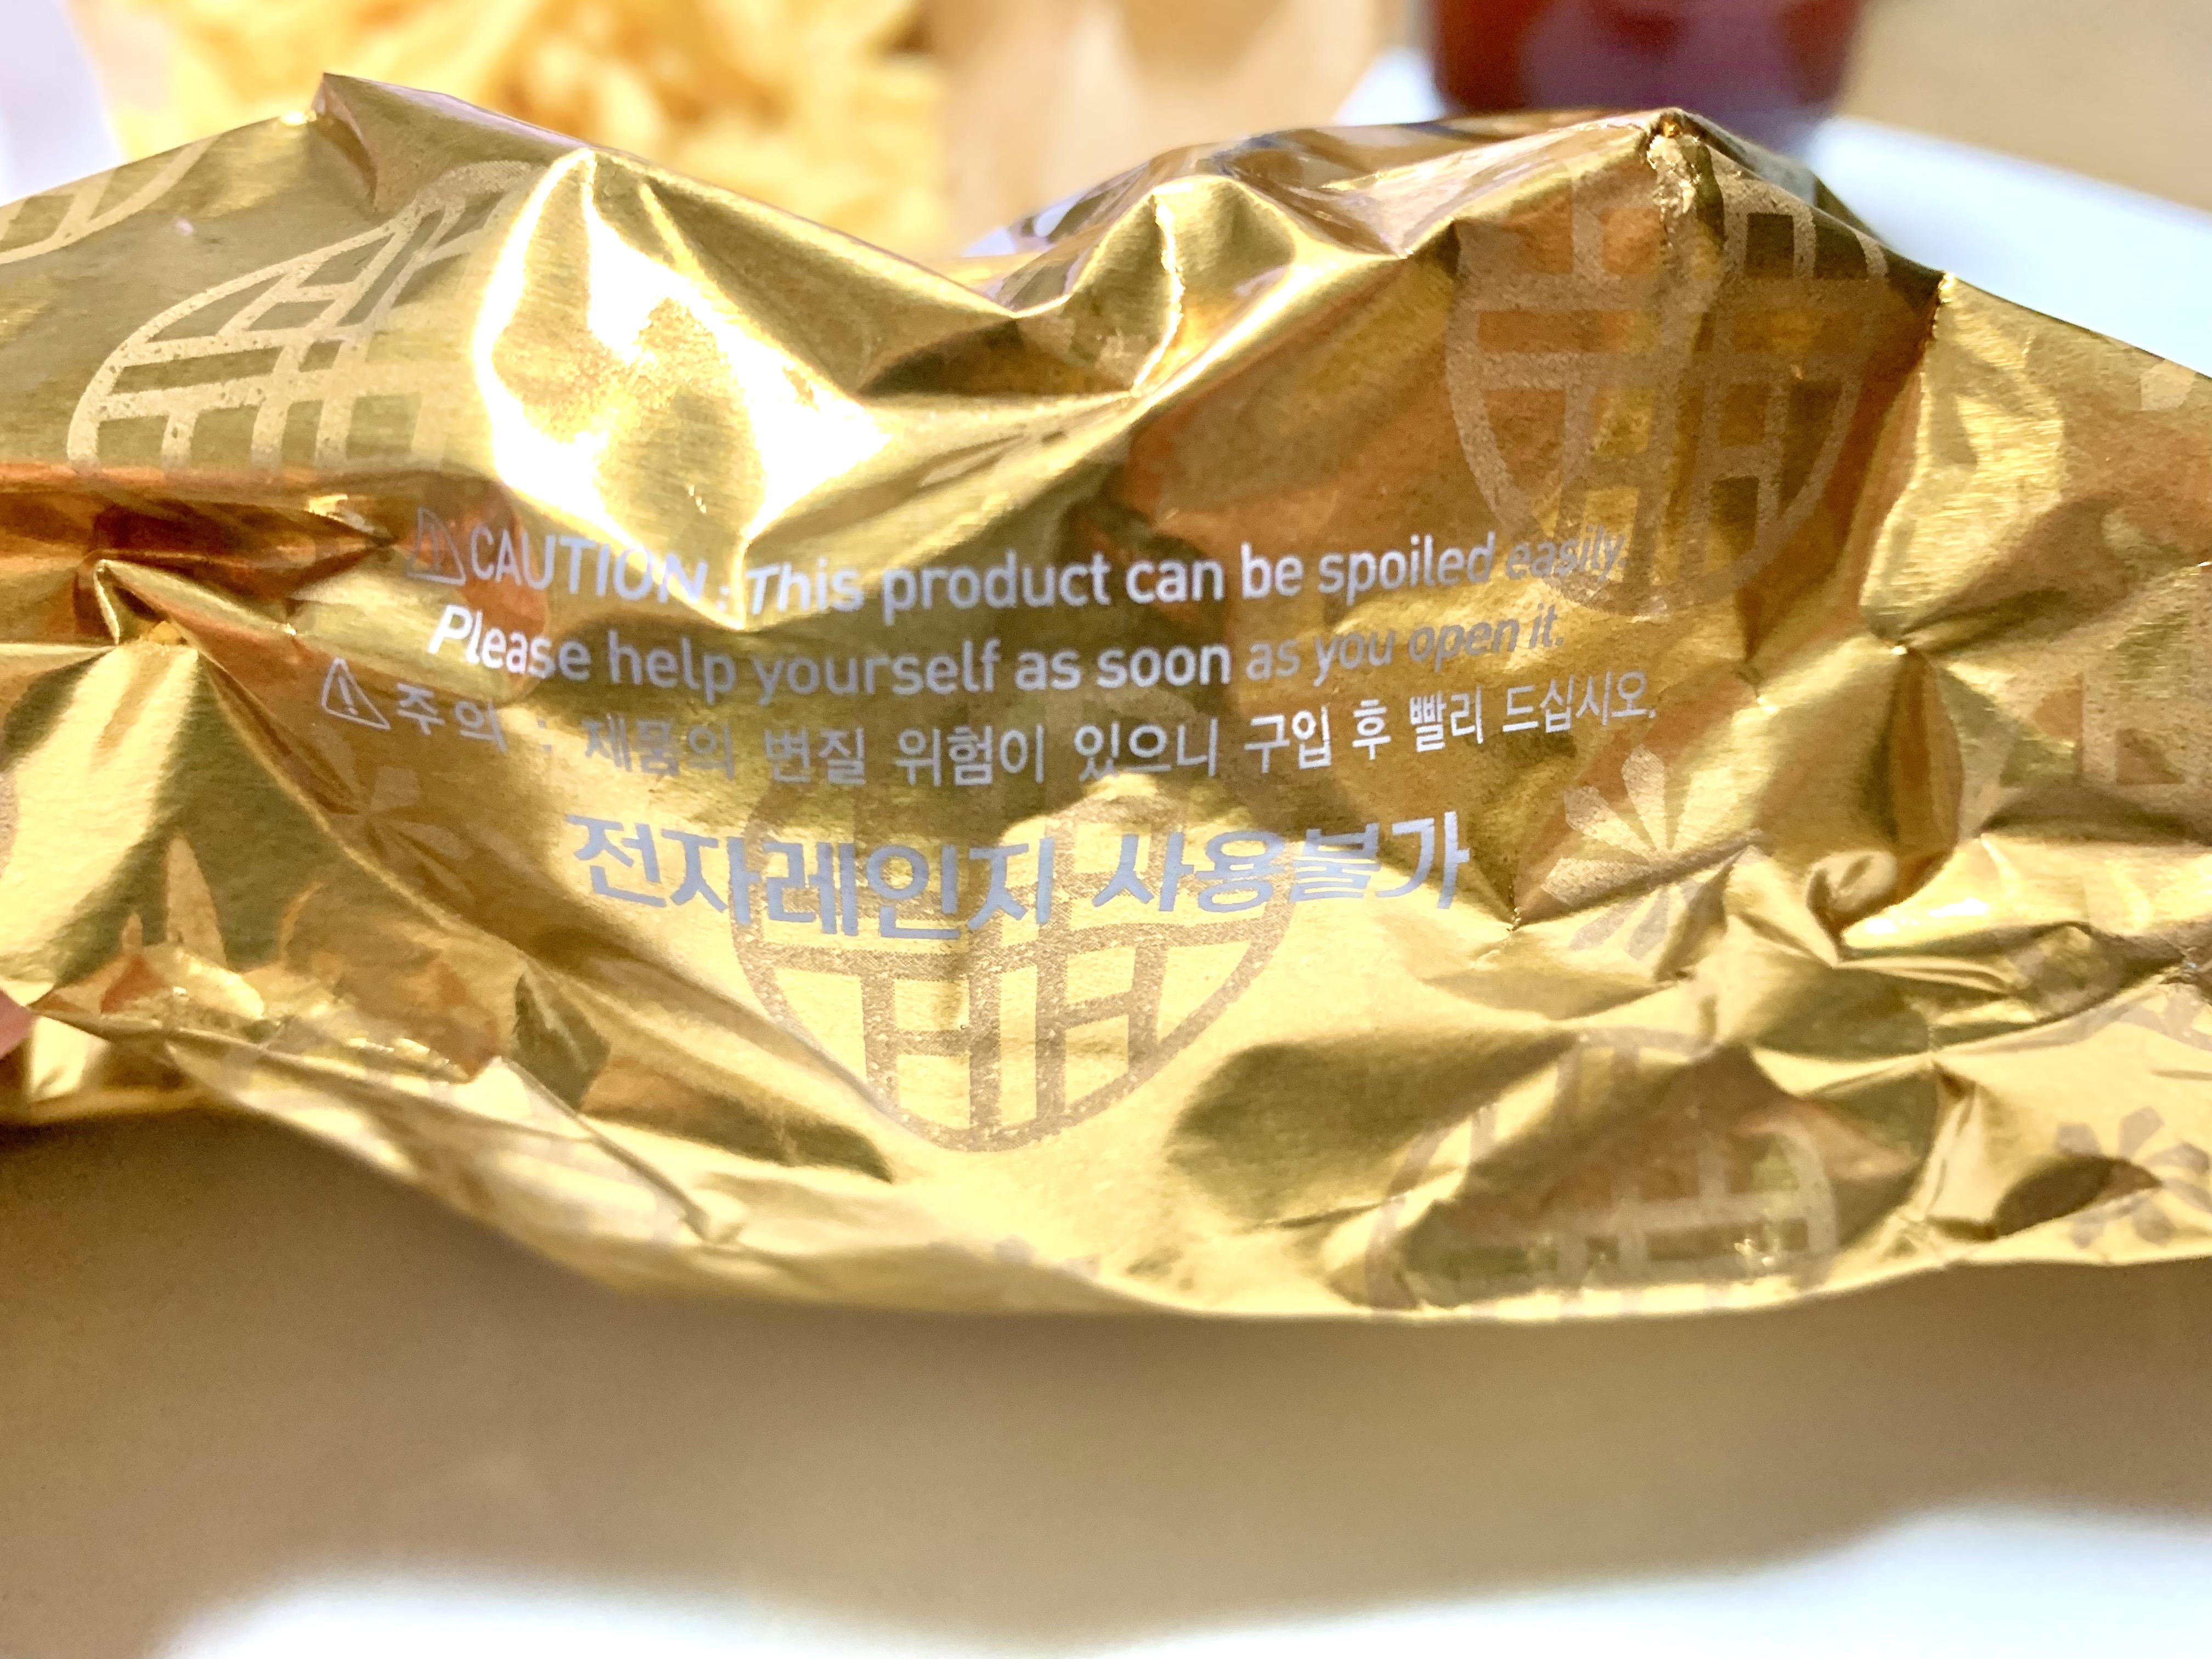 ⚠CAUTION : This product can be spoiled easily
Please help yourself as soon as you open it.
⚠주의 : 제품의 변질 위험이 있으니 구입 후 빨리 드십시오.
전자레인지 사용불가